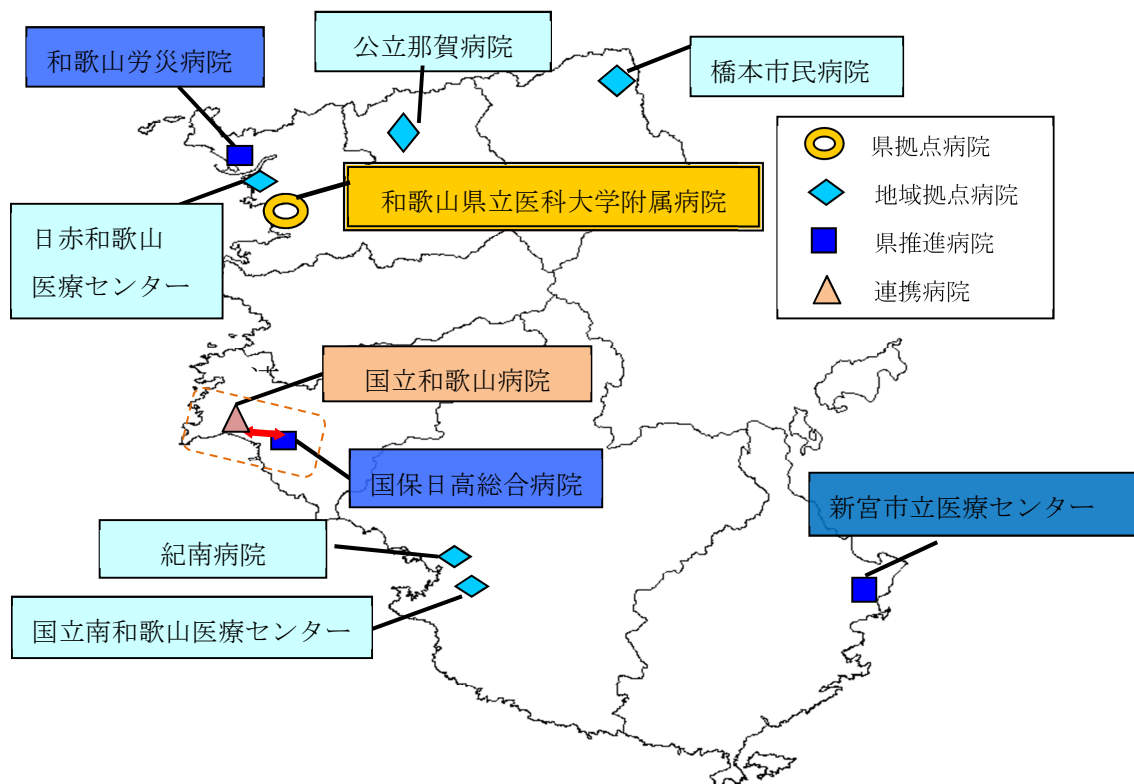 公立那賀病院
和歌山労災病院
橋本市民病院
県拠点病院
地域拠点病院
県推進病院
連携病院
和歌山県立医科大学附属病院
日赤和歌山
医療センター
国立和歌山病院
国保日高総合病院
新宮市立医療センター
紀南病院
国立南和歌山医療センター